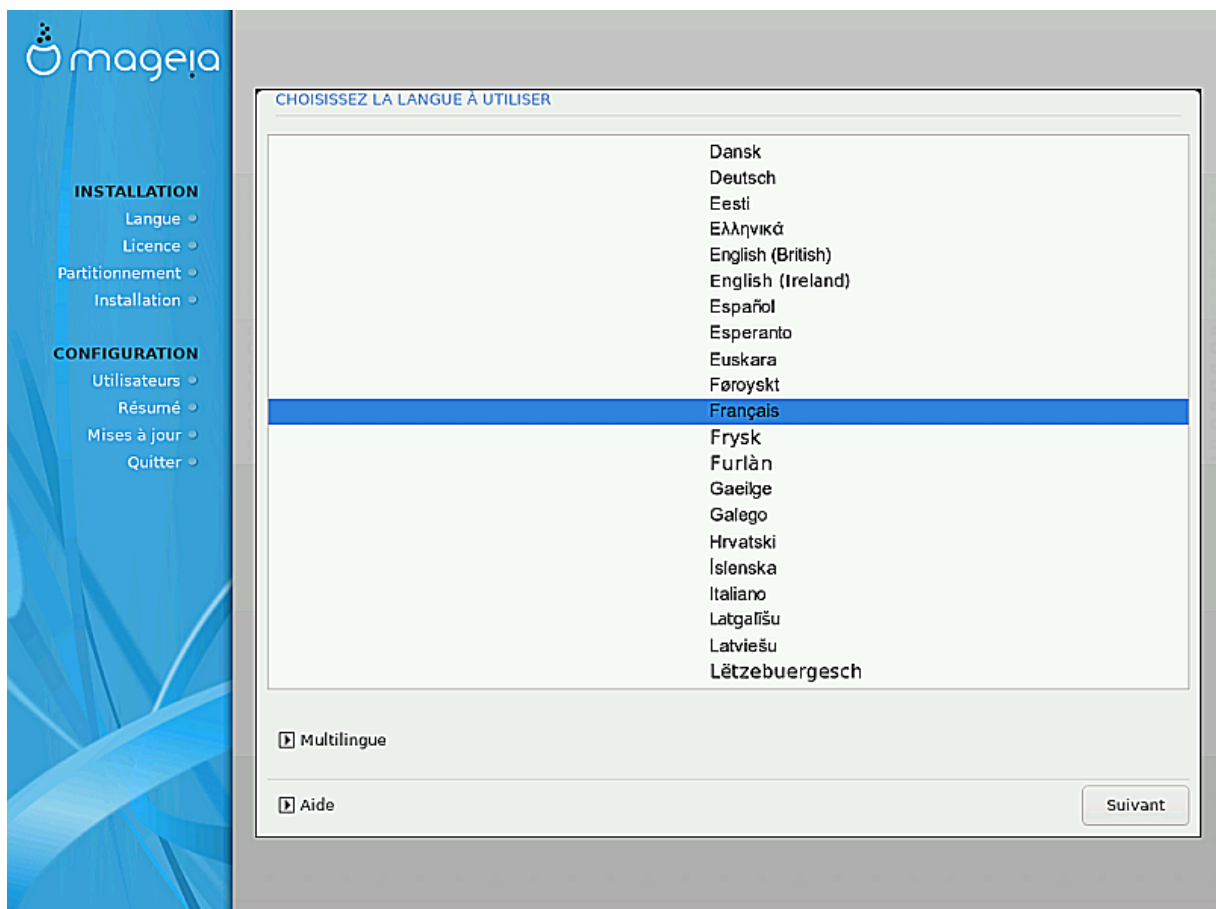 mageia
CHOISISSEZ LA LANGUE À UTILISER
INSTALLATION
Langue
Licence
Partitionnement
Installation
CONFIGURATION
Utilisateurs
Résumé
Mises à jour
Quitter
Dansk
Deutsch
Eesti
Ελληνικά
English (British)
English (Ireland)
Español
Esperanto
Euskara
Føroyskt
Français
Frysk
Furlàn
Gaeilge
Galego
Hrvatski
Íslenska
Italiano
Latgalīšu
Latviešu
Lëtzebuergesch
Multilingue
Aide
Suivant